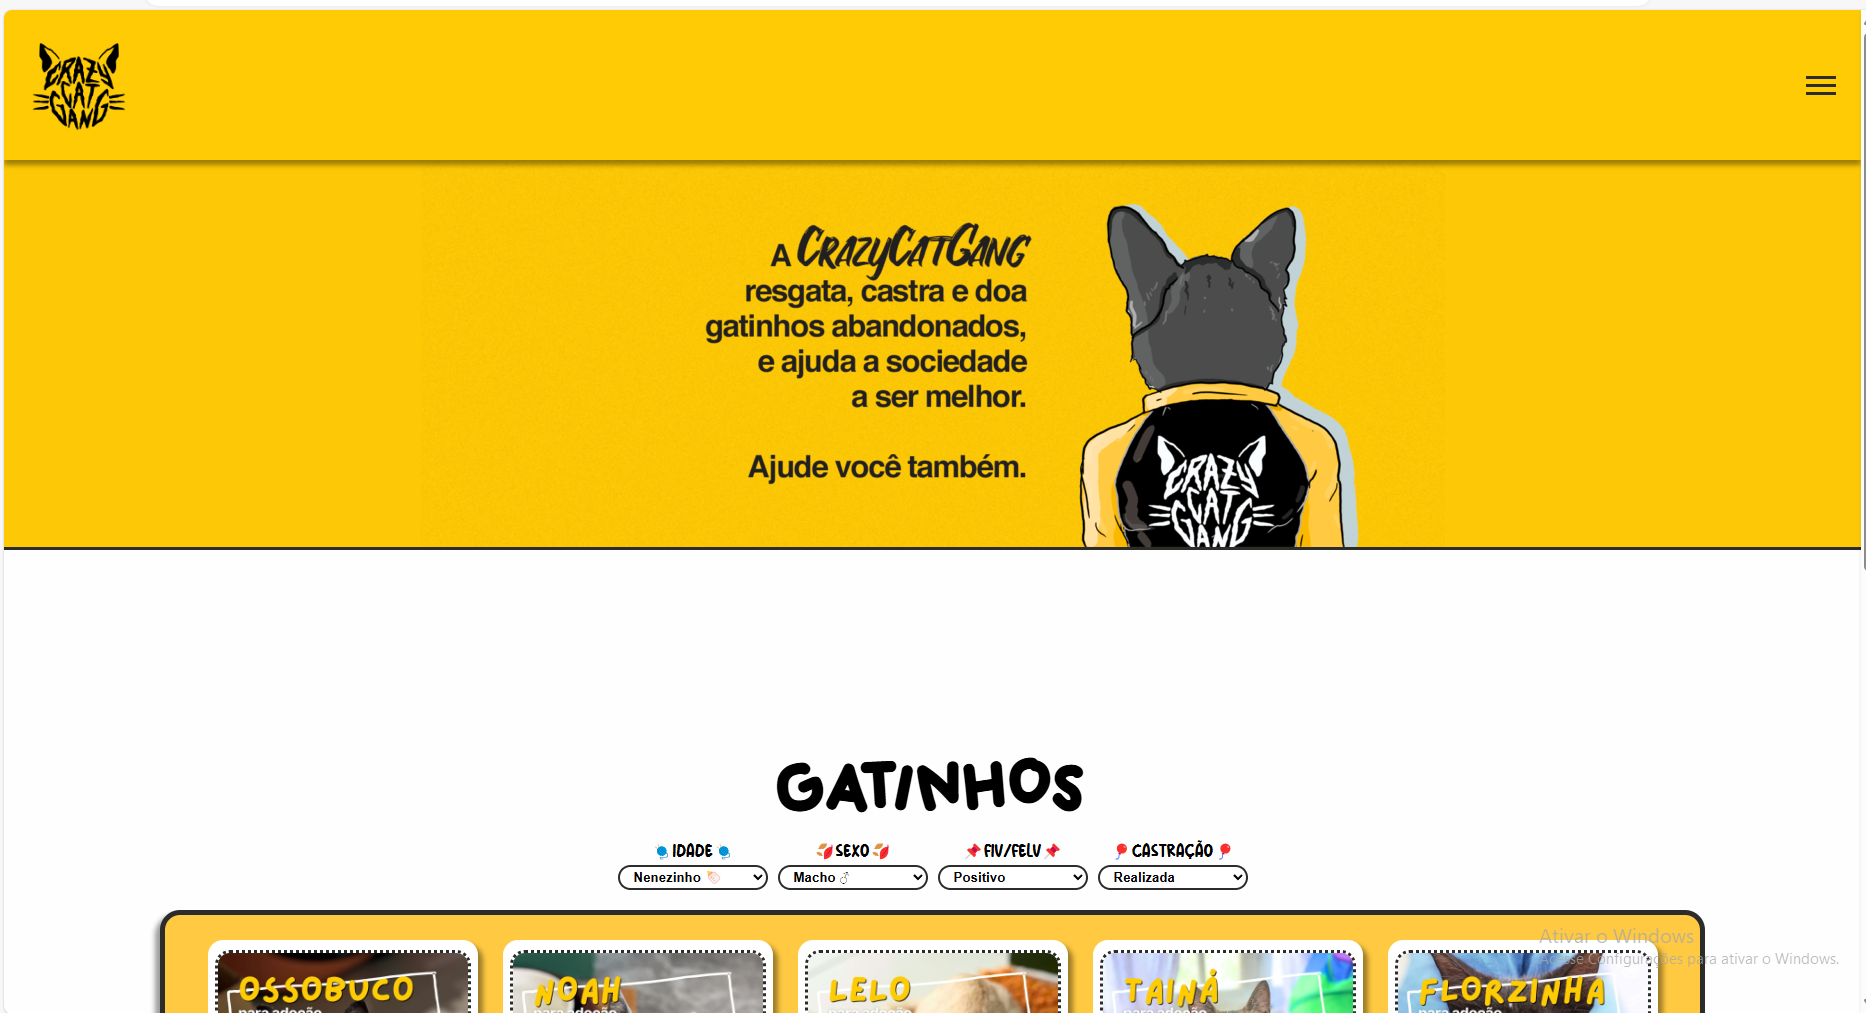 CRAZY
CAT
GANG
A CRAZYCATGANG
resgata, castra e doa
gatinhos abandonados,
e ajuda a sociedade
a ser melhor.
Ajude você também.
CRAZY
CAT
GANG
GATINHOS
IDADE
SEXO
FIV/FELV
CASTRAÇÃO
Nenezinho
Macho ♂
Positivo
Realizada
Ativar o Windows
Acesse Configurações para ativar o Windows.
OSSOBUCO
para adoção
NOAH
para adoção
LELO
para adoção
TAINÁ
para adoção
FLORZINHA
para adoção